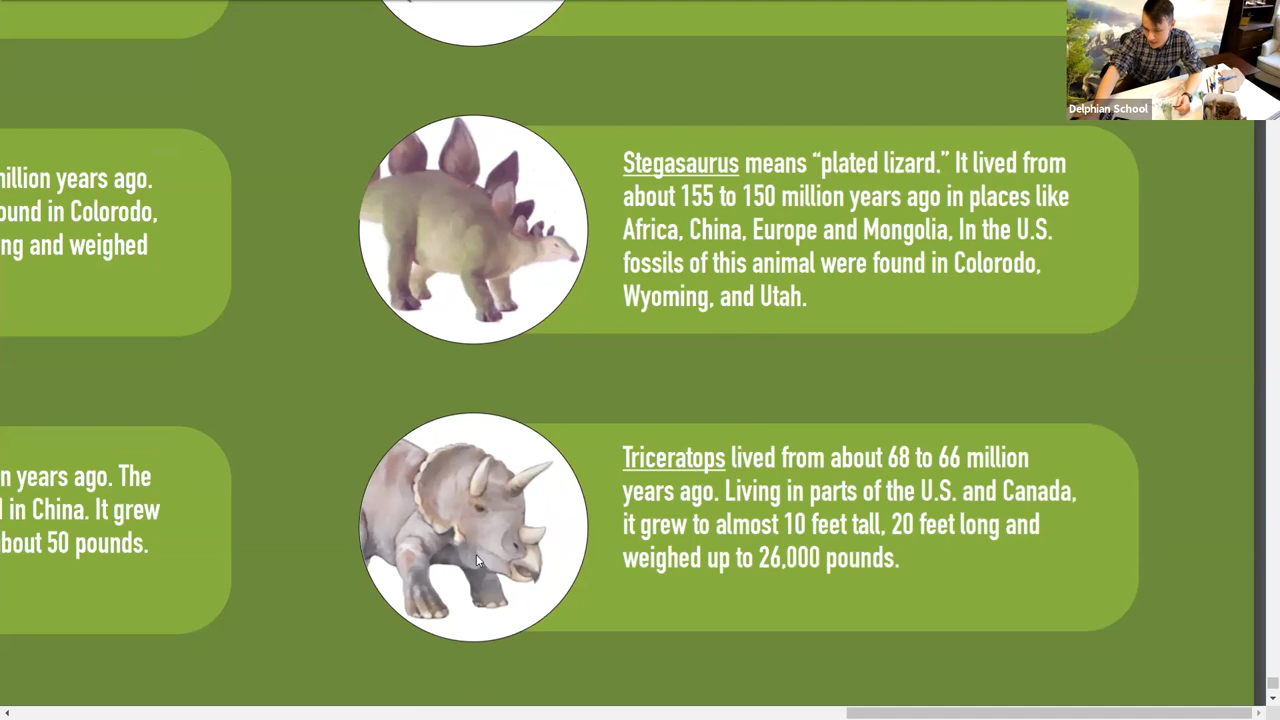 Delphian School
million years ago.
ound in Colorodo,
ng and weighed
Stegasaurus means “plated lizard.” It lived from
about 155 to 150 million years ago in places like
Africa, China, Europe and Mongolia, In the U.S.
fossils of this animal were found in Colorodo,
Wyoming, and Utah.
n years ago. The
in China. It grew
bout 50 pounds.
Triceratops lived from about 68 to 66 million
years ago. Living in parts of the U.S. and Canada,
it grew to almost 10 feet tall, 20 feet long and
weighed up to 26,000 pounds.